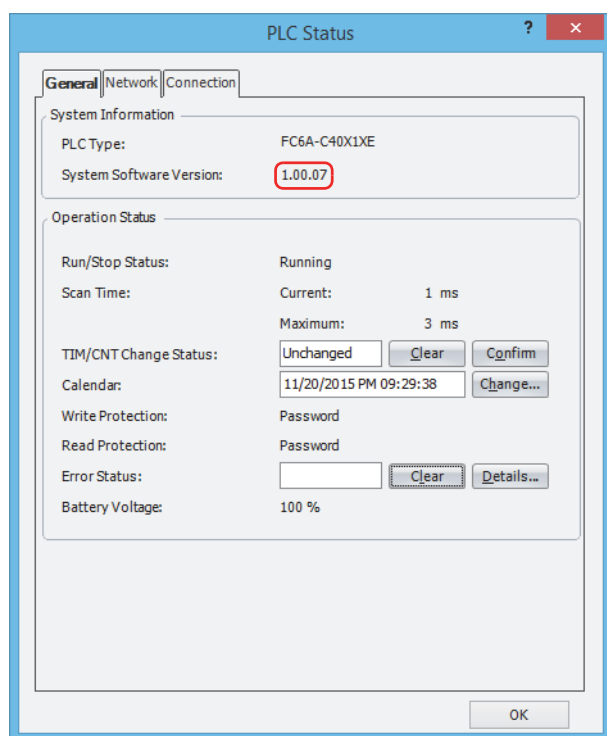 PLC Status ? ×
General Network Connection
System Information
PLC Type: FC6A-C40X1XE
System Software Version: 1.00.07
Operation Status
Run/Stop Status: Running
Scan Time: Current: 1 ms
Maximum: 3 ms
TIM/CNT Change Status: Unchanged Clear Confirm
Calendar: 11/20/2015 PM 09:29:38 Change...
Write Protection: Password
Read Protection: Password
Error Status: Clear Details...
Battery Voltage: 100 %
OK